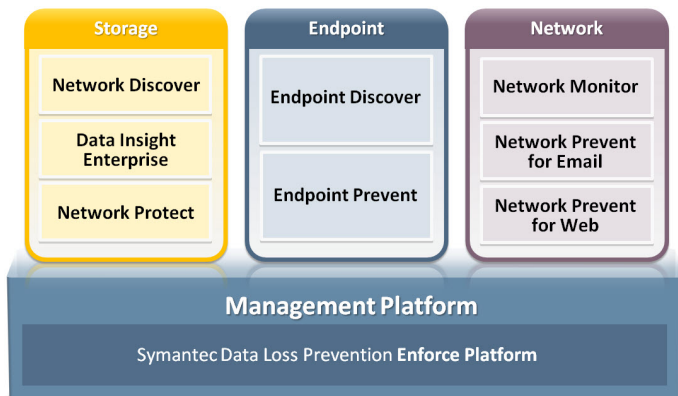 Storage
Network Discover
Data Insight
Enterprise
Network Protect
Endpoint
Endpoint Discover
Endpoint Prevent
Network
Network Monitor
Network Prevent
for Email
Network Prevent
for Web
Management Platform
Symantec Data Loss Prevention Enforce Platform